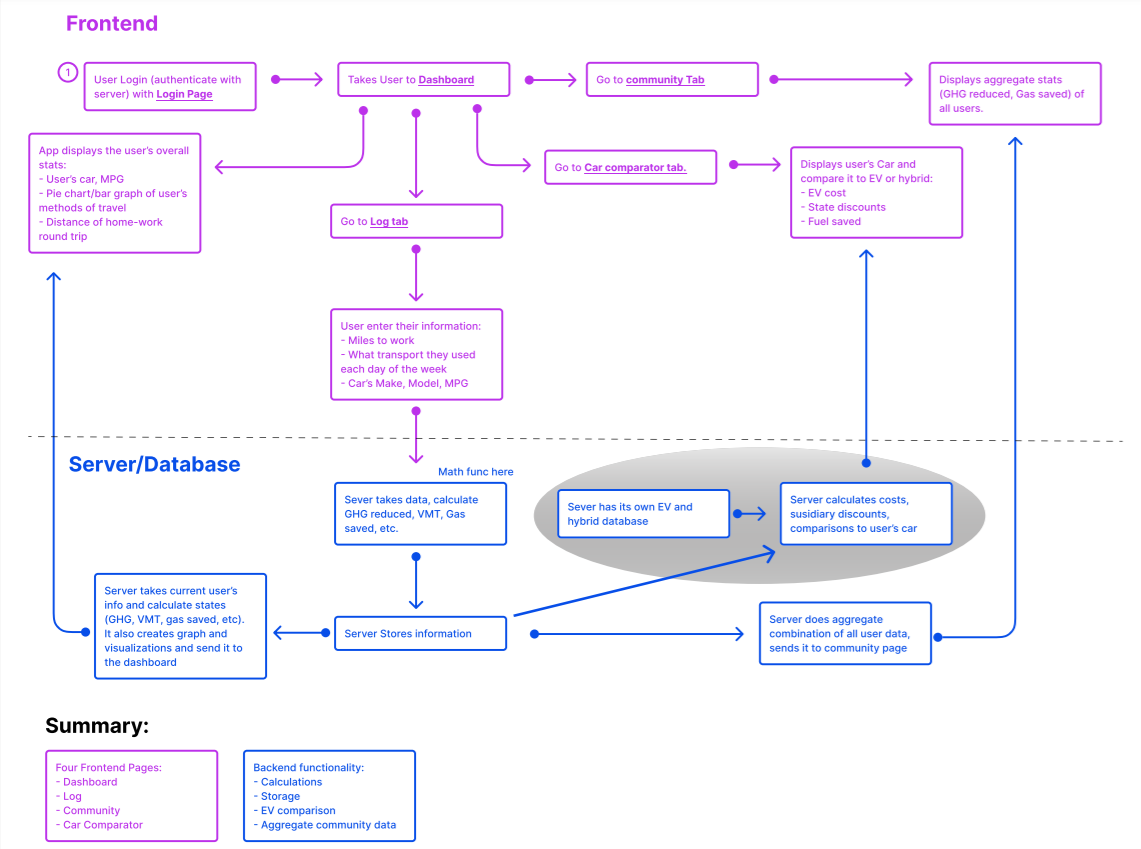 Frontend
1
User Login (authenticate with
server) with Login Page
Takes User to Dashboard
Go to community Tab
Displays aggregate stats
(GHG reduced, Gas saved) of
all users.
App displays the user's overall
stats:
- User's car, MPG
- Pie chart/bar graph of user's
methods of travel
- Distance of home-work
round trip
Go to Car comparator tab.
Displays user's Car and
compare it to EV or hybrid:
- EV cost
- State discounts
- Fuel saved
Go to Log tab
User enter their information:
- Miles to work
- What transport they used
each day of the week
- Car's Make, Model, MPG
Server/Database
Math func here
Sever takes data, calculate
GHG reduced, VMT, Gas
saved, etc.
Sever has its own EV and
hybrid database
Server calculates costs,
susidiary discounts,
comparisons to user's car
Server takes current user's
info and calculate states
(GHG, VMT, gas saved, etc).
It also creates graph and
visualizations and send it to
the dashboard
Server Stores information
Server does aggregate
combination of all user data,
sends it to community page
Summary:
Four Frontend Pages:
- Dashboard
- Log
- Community
- Car Comparator
Backend functionality:
- Calculations
- Storage
- EV comparison
- Aggregate community data